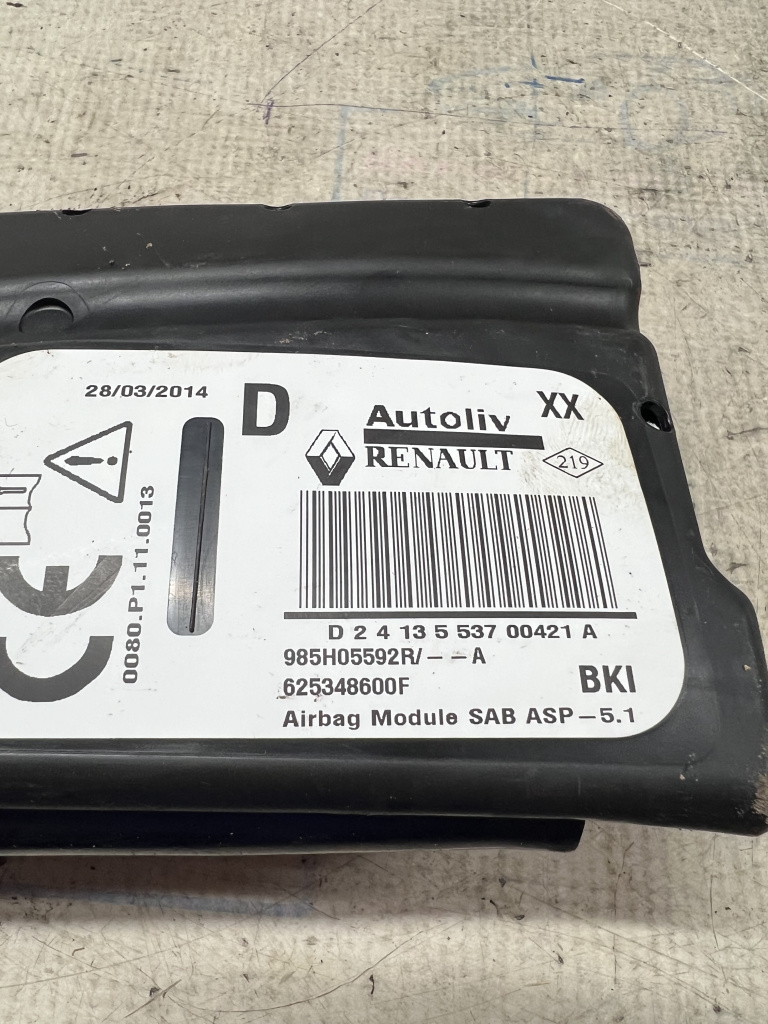 28/03/2014
D
Autoliv
XX
RENAULT
219
0080.P1.11.0013
CE
D 2 4 13 5 537 00421 A
985H05592R/– –A
625348600F
BKI
Airbag Module SAB ASP–5.1